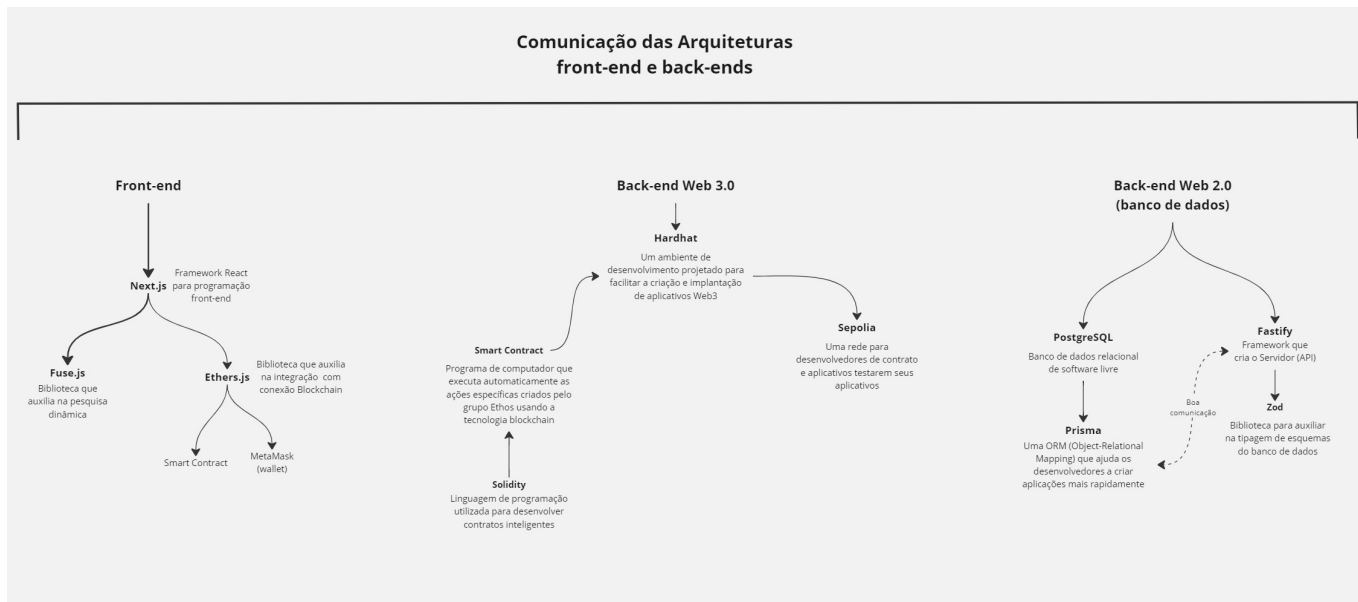 Comunicação das Arquiteturas
front-end e back-ends
Front-end
Next.js
Framework React
para programação
front-end
Fuse.js
Biblioteca que
auxilia na pesquisa
dinâmica
Ethers.js
Biblioteca que auxilia
na integração com
conexão Blockchain
Smart Contract
MetaMask
(wallet)
Back-end Web 3.0
Hardhat
Um ambiente de
desenvolvimento projetado para
facilitar a criação e implantação
de aplicativos Web3
Smart Contract
Programa de computador que
executa automaticamente as
ações específicas criados pelo
grupo Ethos usando a
tecnologia blockchain
Solidity
Linguagem de programação
utilizada para desenvolver
contratos inteligentes
Sepolia
Uma rede para
desenvolvedores de contrato
e aplicativos testarem seus
aplicativos
Back-end Web 2.0
(banco de dados)
PostgreSQL
Banco de dados relacional
de software livre
Prisma
Uma ORM (Object-Relational
Mapping) que ajuda os
desenvolvedores a criar
aplicações mais rapidamente
Boa
comunicação
Fastify
Framework que
cria o Servidor (API)
Zod
Biblioteca para auxiliar
na tipagem de esquemas
do banco de dados